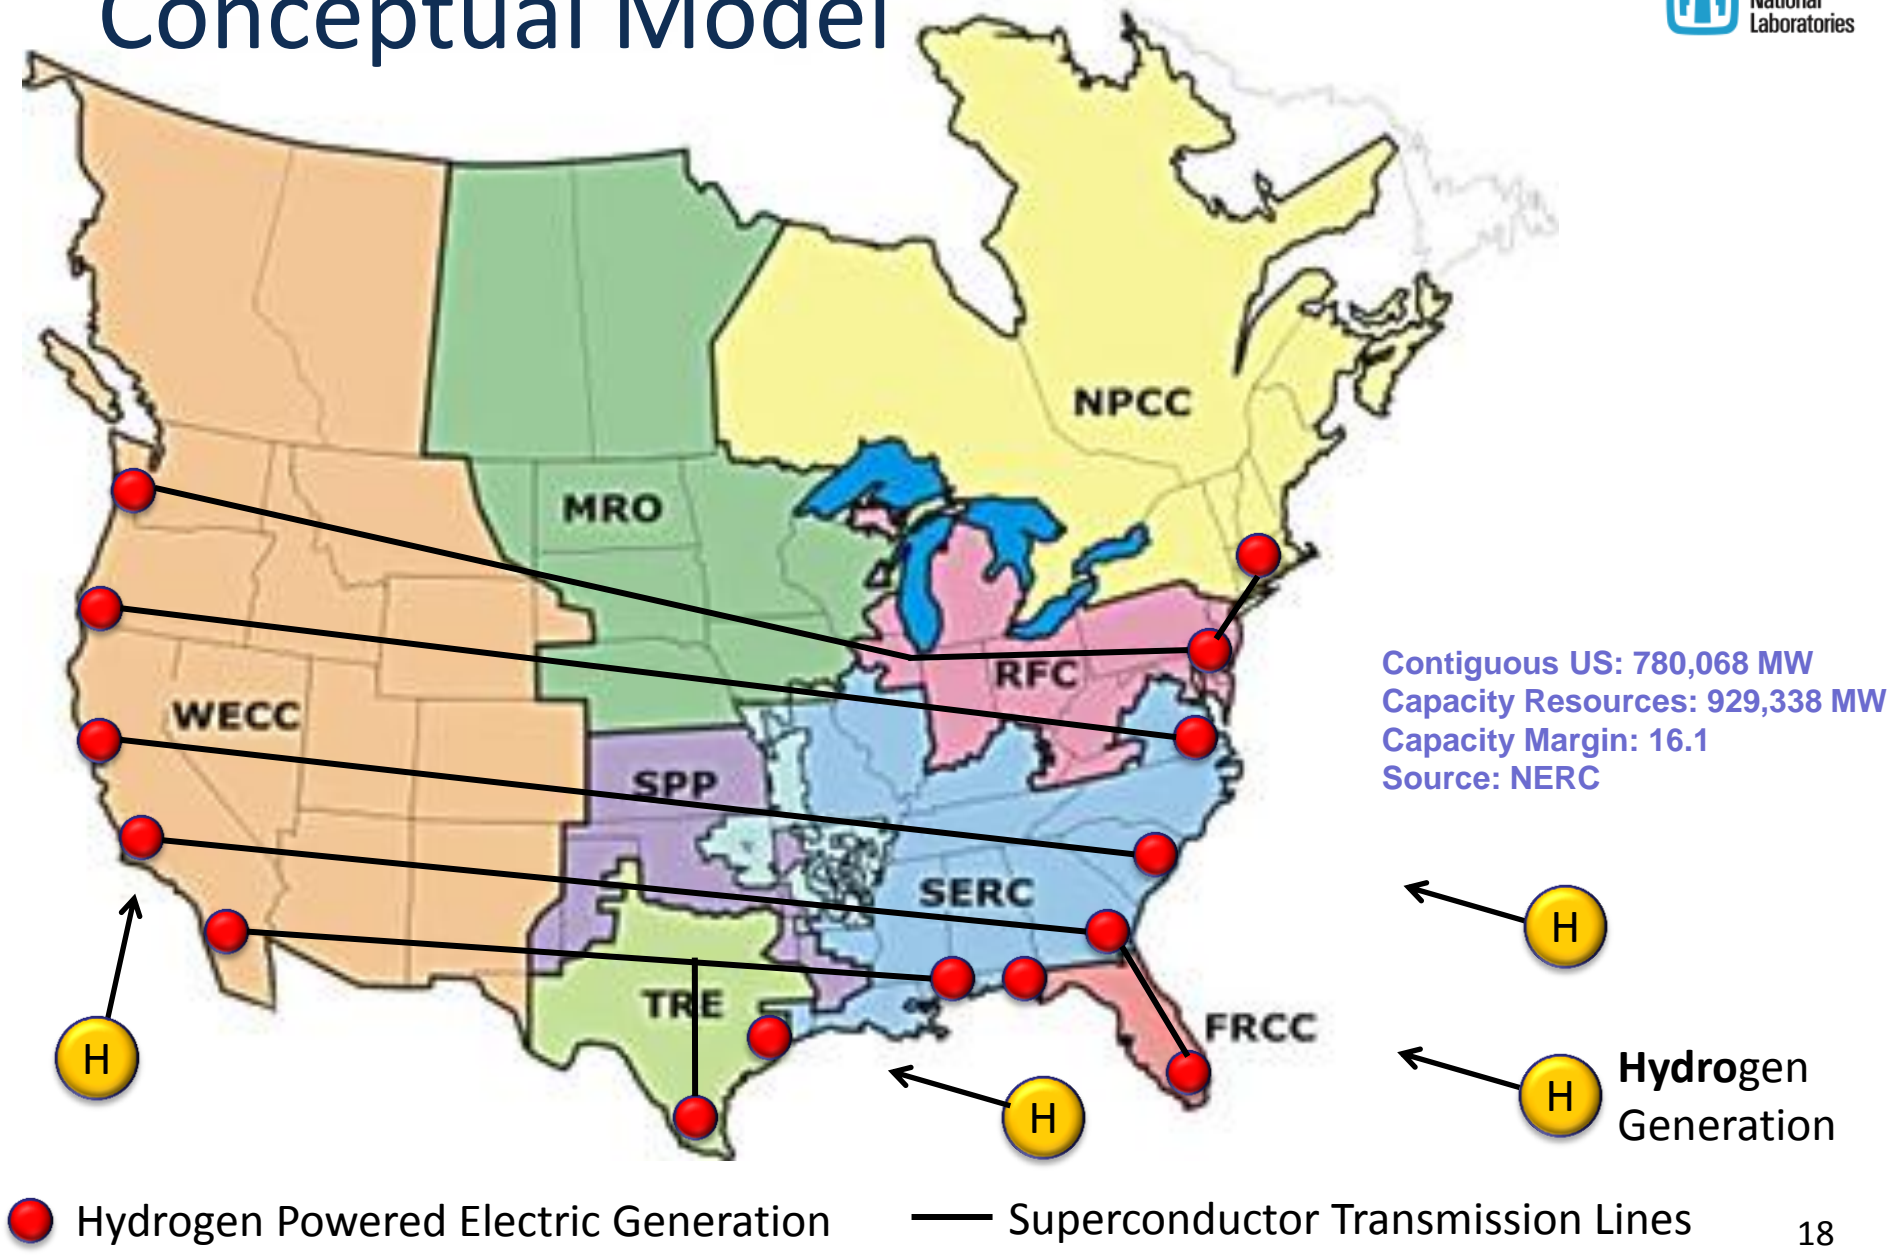 Conceptual Model
National
Laboratories
NPCC
MRO
RFC
WECC
Contiguous US: 780,068 MW
Capacity Resources: 929,338 MW
Capacity Margin: 16.1
Source: NERC
SPP
SERC
H
TRE
FRCC
H
H
H
Hydrogen
Generation
Hydrogen Powered Electric Generation
Superconductor Transmission Lines
18